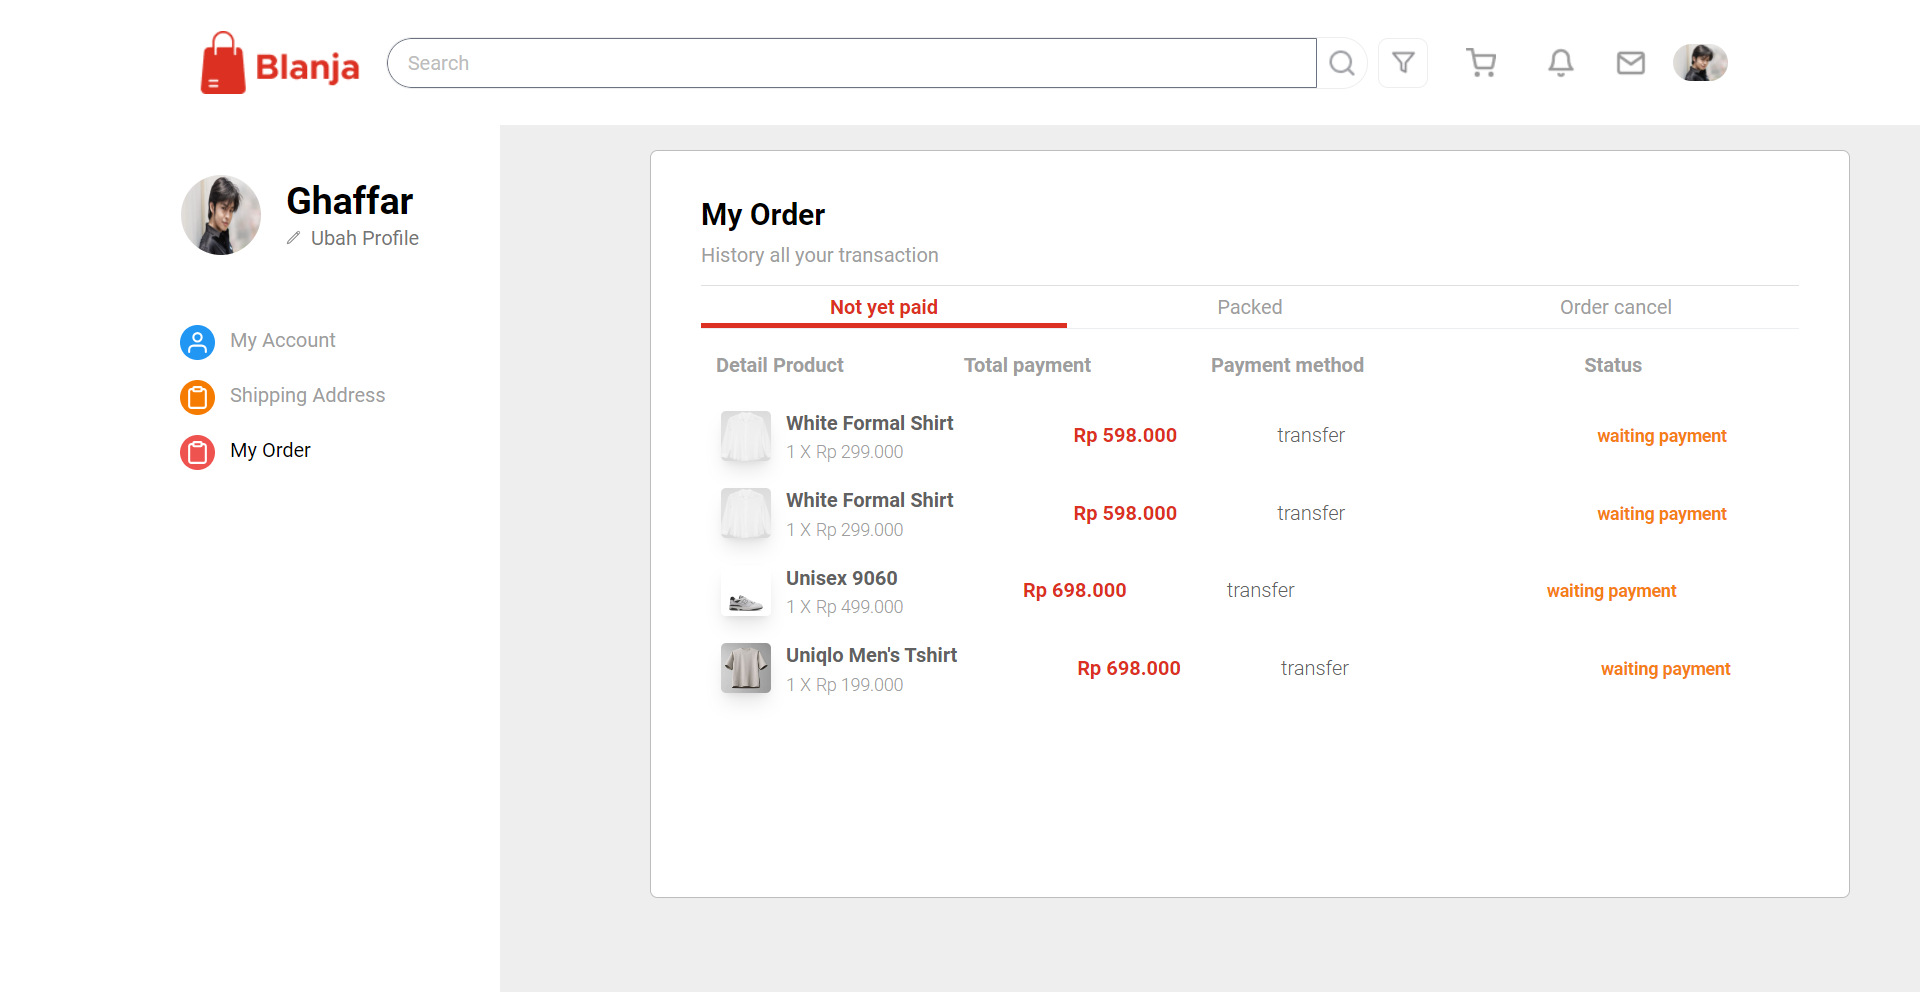 Blanja
Search
Ghaffar
Ubah Profile
My Account
Shipping Address
My Order
My Order
History all your transaction
Not yet paid Packed Order cancel
Detail Product Total payment Payment method Status
White Formal Shirt
1 X Rp 299.000
Rp 598.000 transfer waiting payment
White Formal Shirt
1 X Rp 299.000
Rp 598.000 transfer waiting payment
Unisex 9060
1 X Rp 499.000
Rp 698.000 transfer waiting payment
Uniqlo Men's Tshirt
1 X Rp 199.000
Rp 698.000 transfer waiting payment